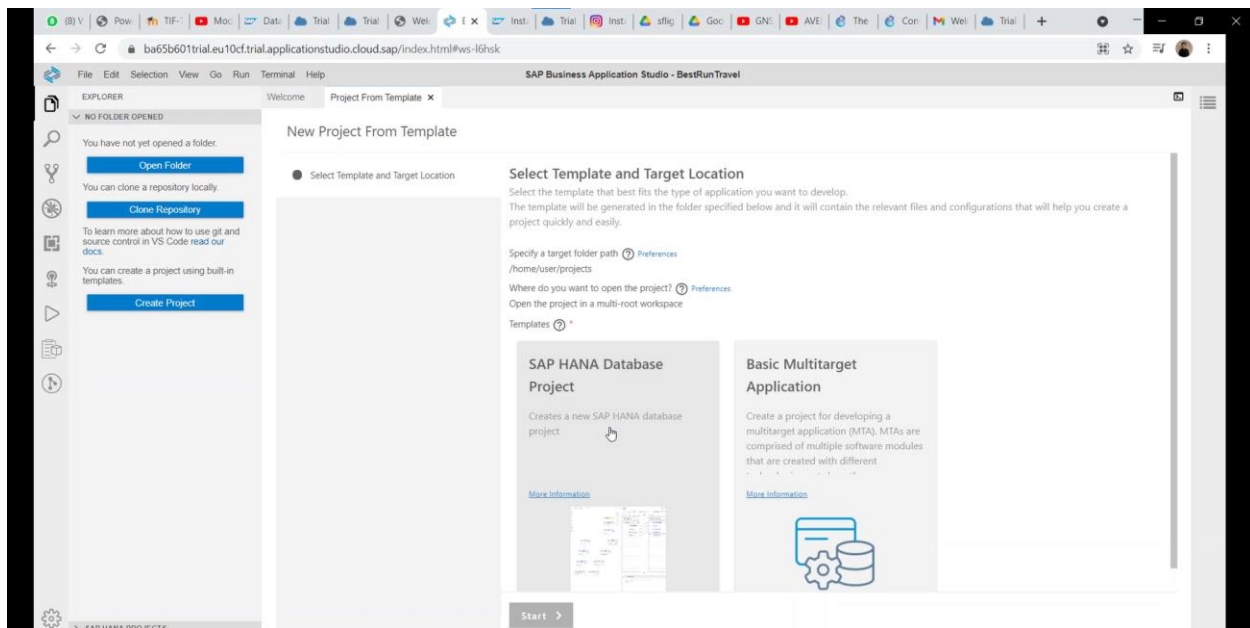 (8) V Pow TIF- Moc Data Trial Trial Welc E X Inst Trial Inst sflig Goo GNS AVE The Con Wel Trial
ba65b601trial.eu10cf.trial.applicationstudio.cloud.sap/index.html#ws-l6hsk
File Edit Selection View Go Run Terminal Help SAP Business Application Studio - BestRunTravel
EXPLORER
NO FOLDER OPENED
You have not yet opened a folder.
Open Folder
You can clone a repository locally.
Clone Repository
To learn more about how to use git and
source control in VS Code read our
docs.
You can create a project using built-in
templates.
Create Project
SAP HANA PROJECTS
Welcome Project From Template
New Project From Template
Select Template and Target Location
Select Template and Target Location
Select the template that best fits the type of application you want to develop.
The template will be generated in the folder specified below and it will contain the relevant files and configurations that will help you create a
project quickly and easily.
Specify a target folder path Preferences
/home/user/projects
Where do you want to open the project? Preferences
Open the project in a multi-root workspace
Templates *
SAP HANA Database
Project
Creates a new SAP HANA database
project
More Information
Basic Multitarget
Application
Create a project for developing a
multitarget application (MTA). MTAs are
comprised of multiple software modules
that are created with different
More Information
Start